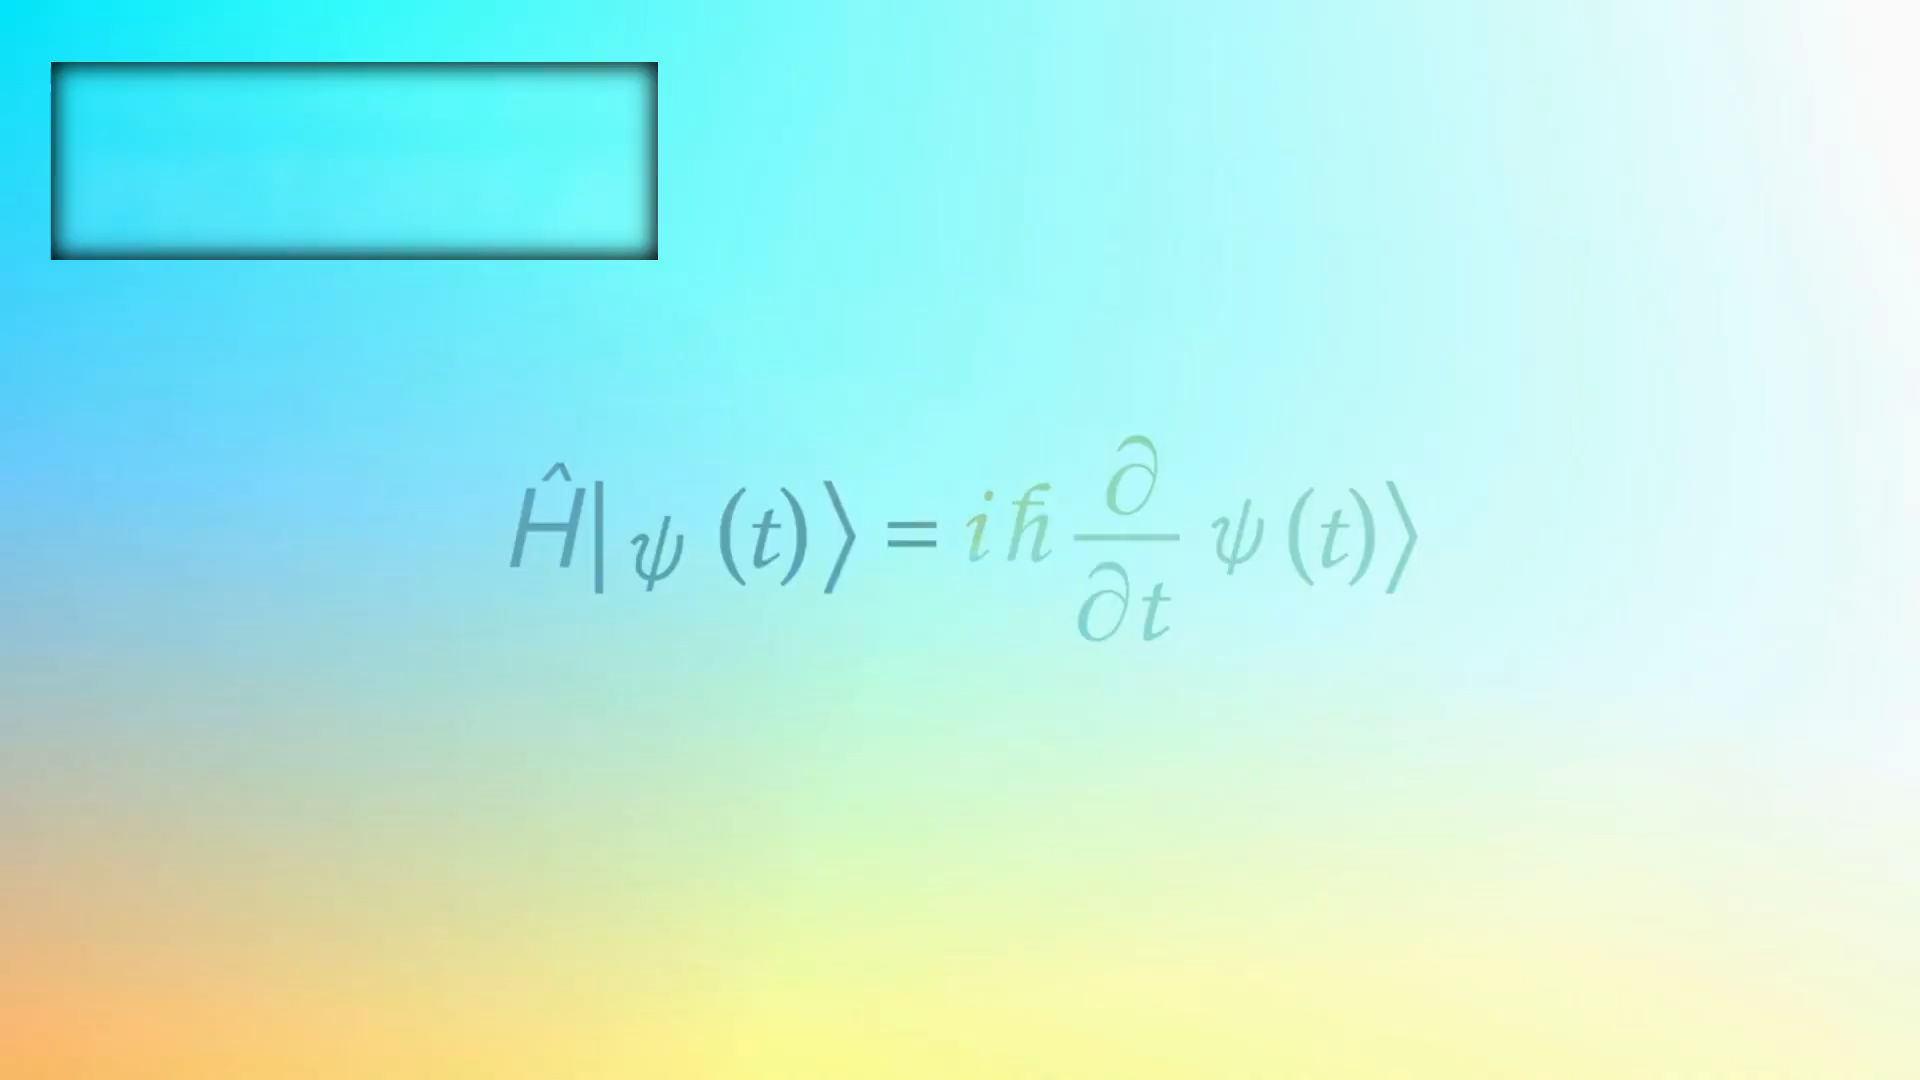 Ĥ| ψ (t)⟩ = iℏ ∂/∂t ψ (t)⟩